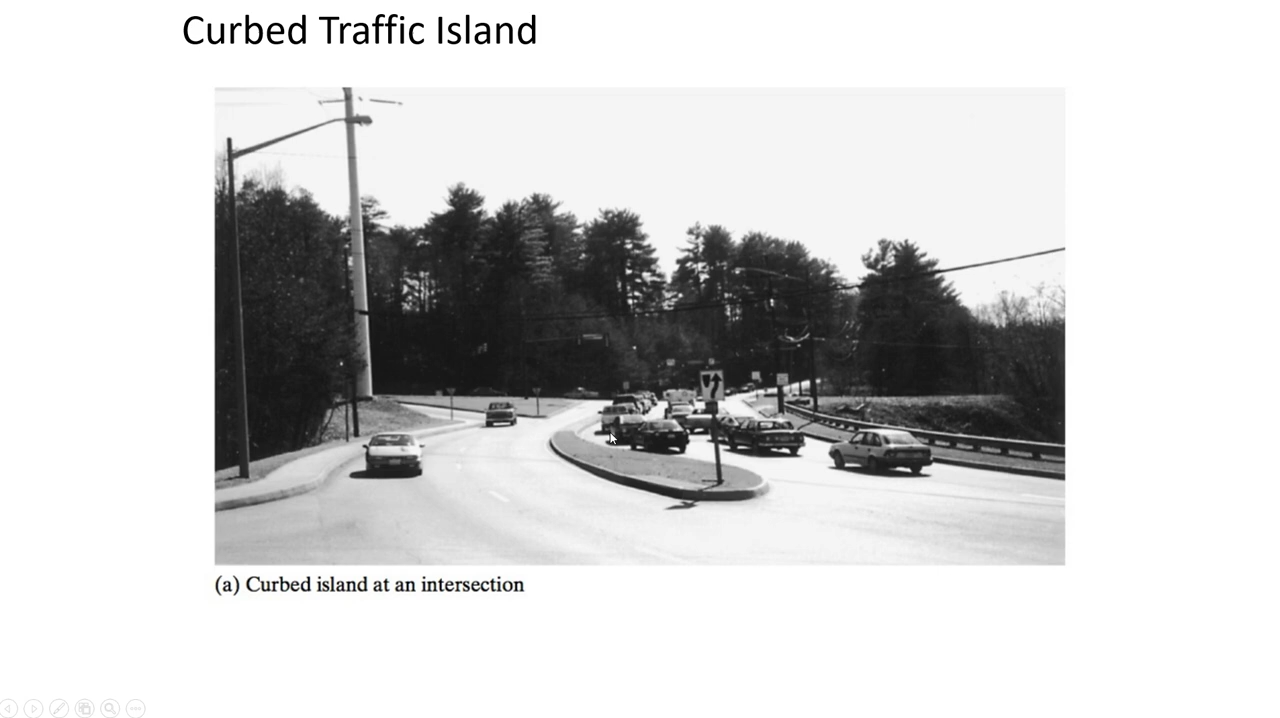 Curbed Traffic Island
(a) Curbed island at an intersection